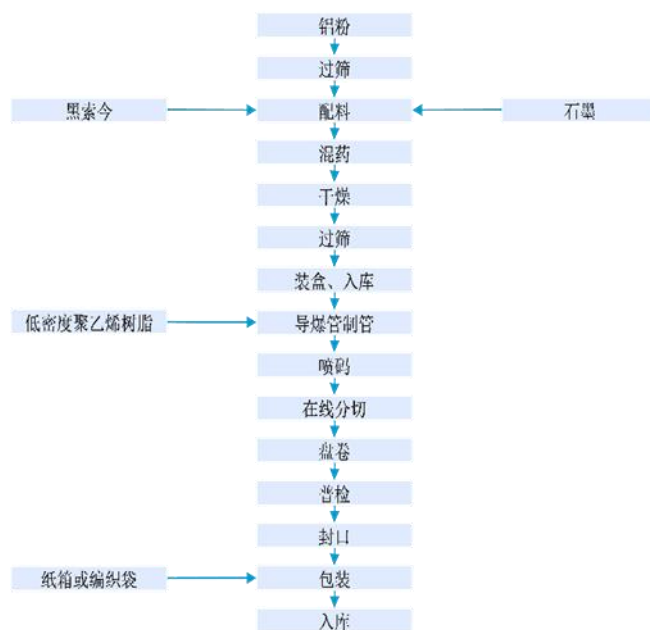 铝粉
过筛
黑索今
配料
石墨
混药
干燥
过筛
装盒、入库
低密度聚乙烯树脂
导爆管制管
喷码
在线分切
盘卷
普检
封口
纸箱或编织袋
包装
入库